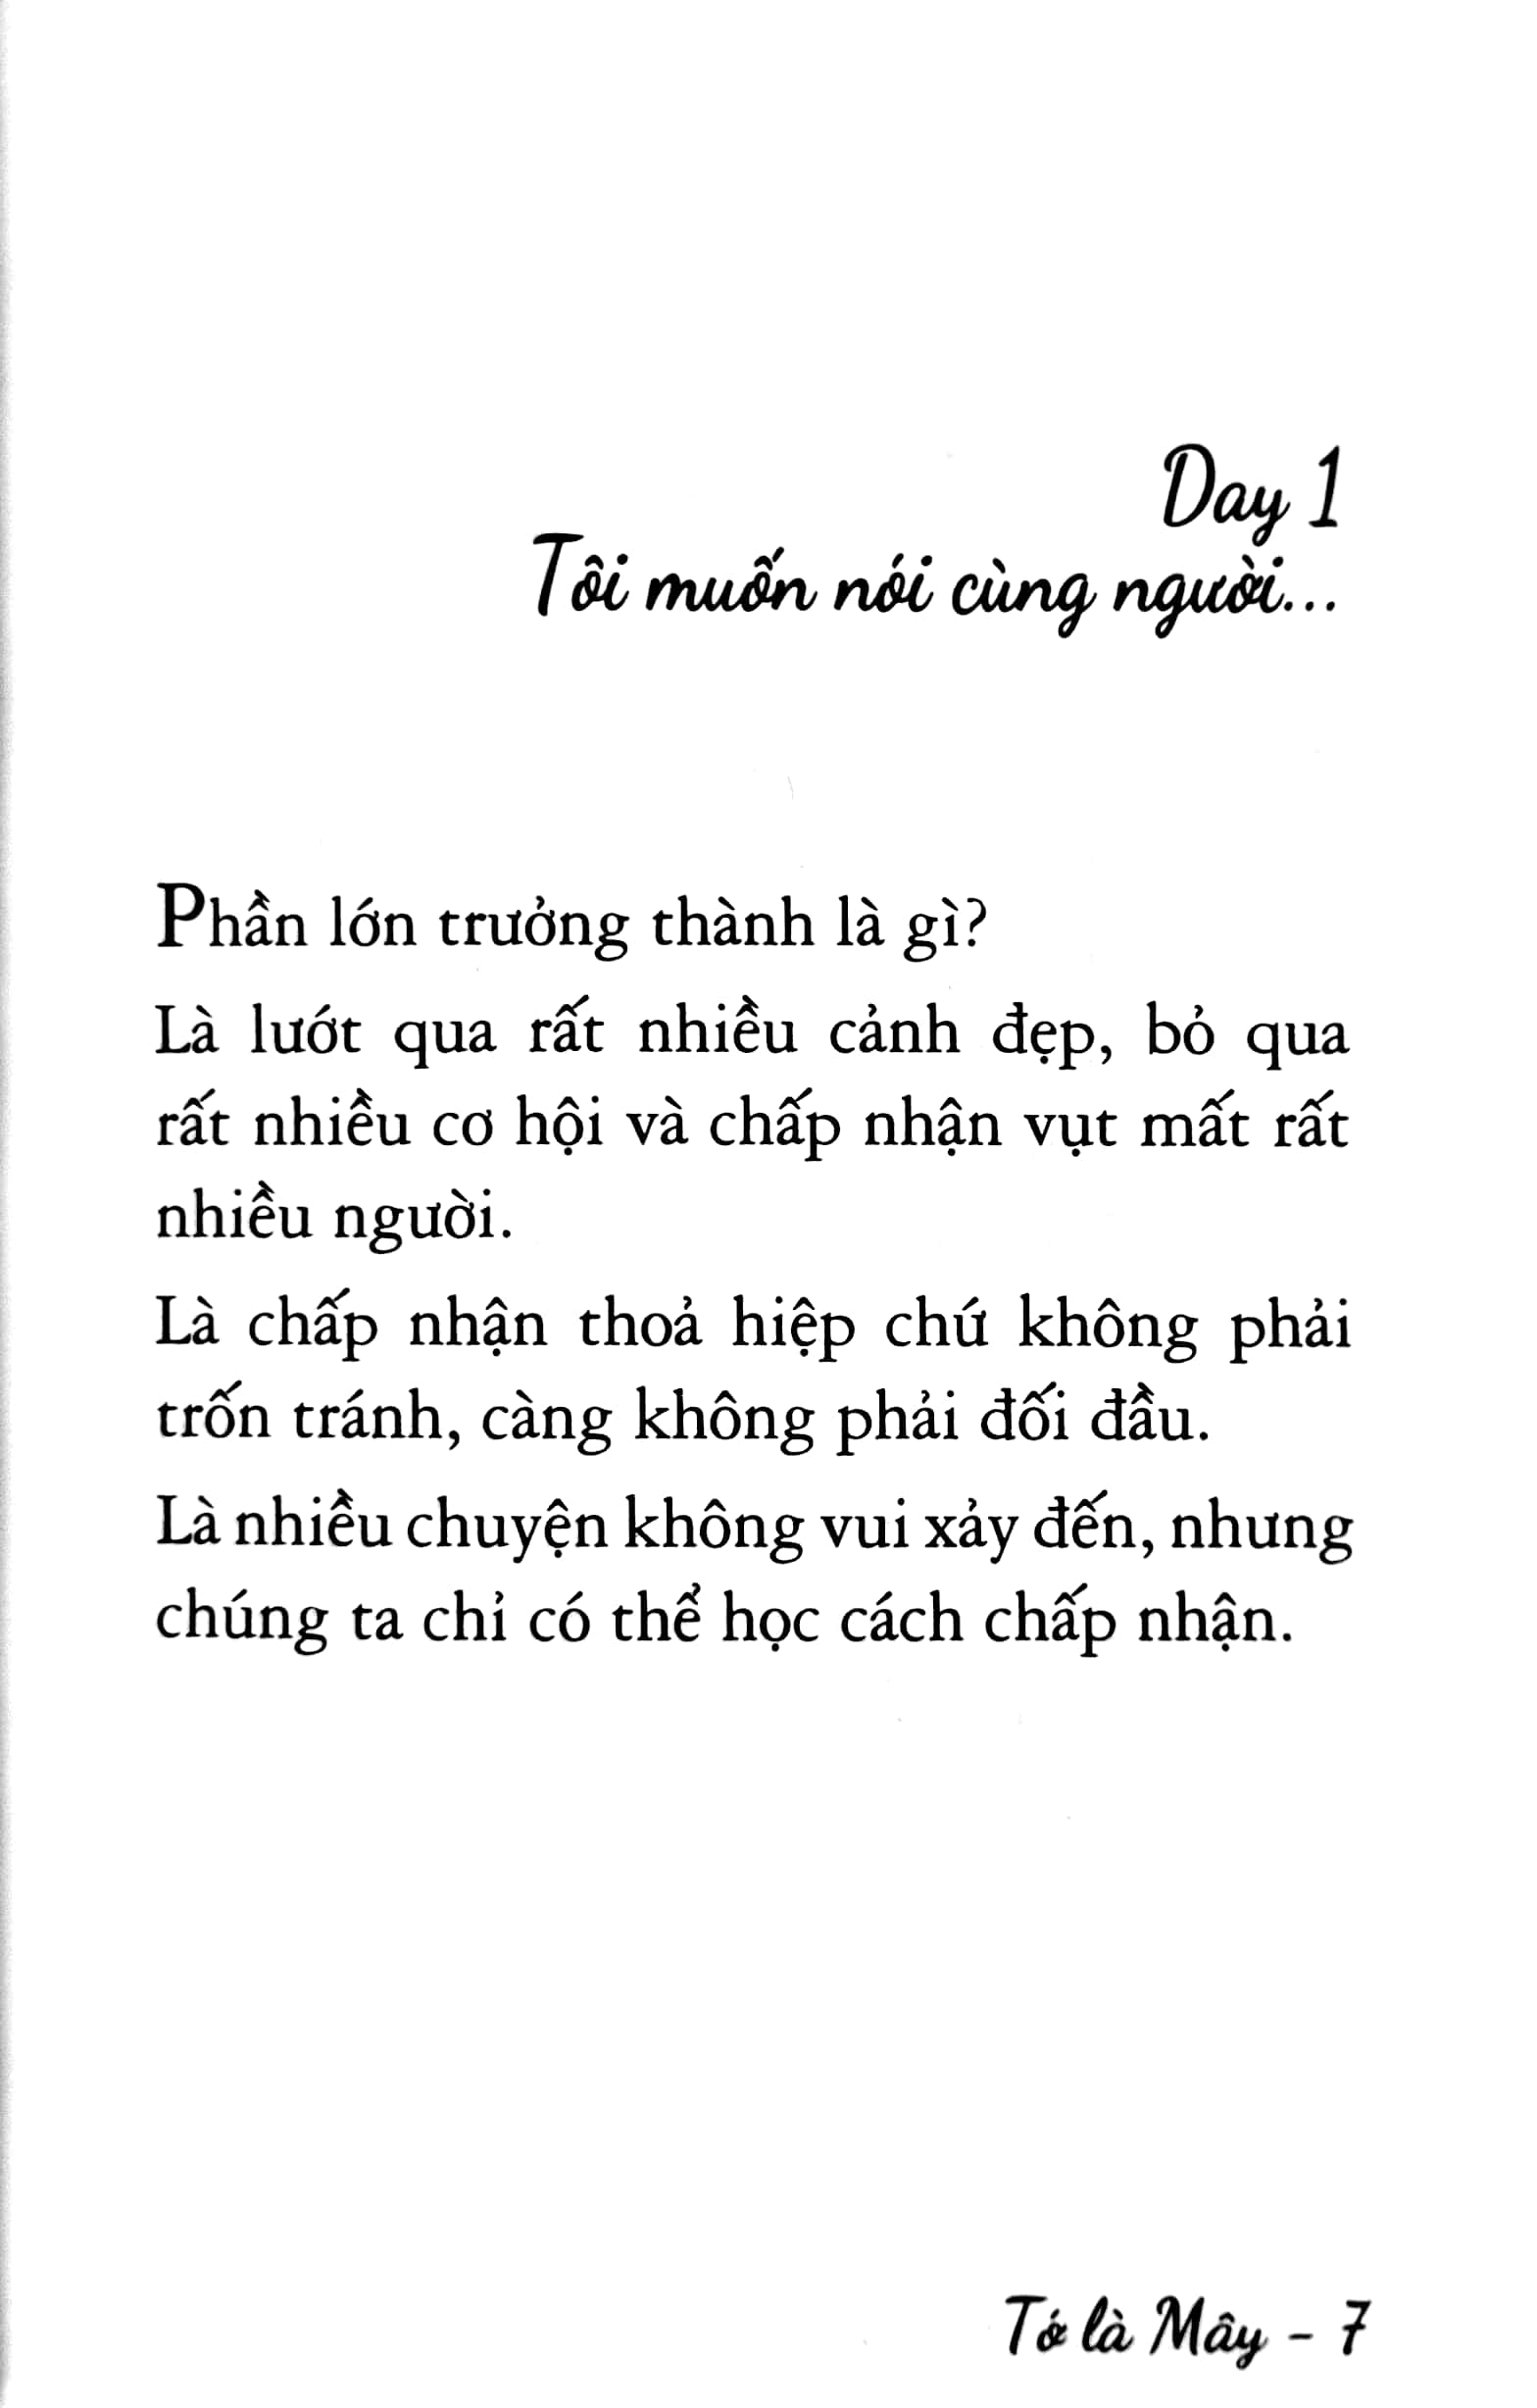 Day 1
Tôi muốn nói cùng người...
Phần lớn trưởng thành là gì?
Là lướt qua rất nhiều cảnh đẹp, bỏ qua
rất nhiều cơ hội và chấp nhận vụt mất rất
nhiều người.
Là chấp nhận thoả hiệp chứ không phải
trốn tránh, càng không phải đối đầu.
Là nhiều chuyện không vui xảy đến, nhưng
chúng ta chỉ có thể học cách chấp nhận.
Tớ là Mây - 7